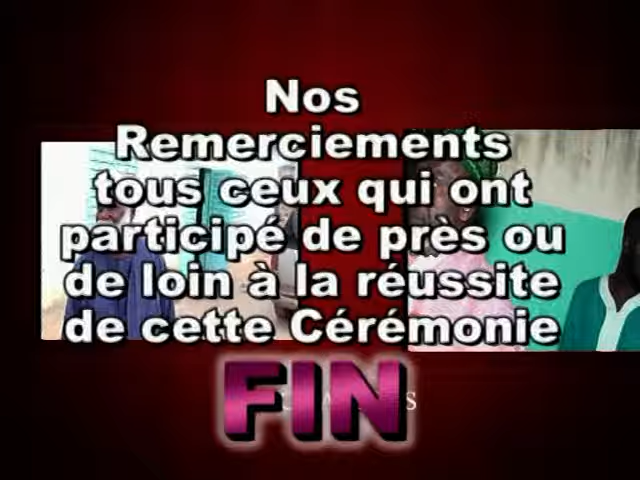 Nos
Remerciements
tous ceux qui ont
participé de près ou
de loin à la réussite
de cette Cérémonie
FIN